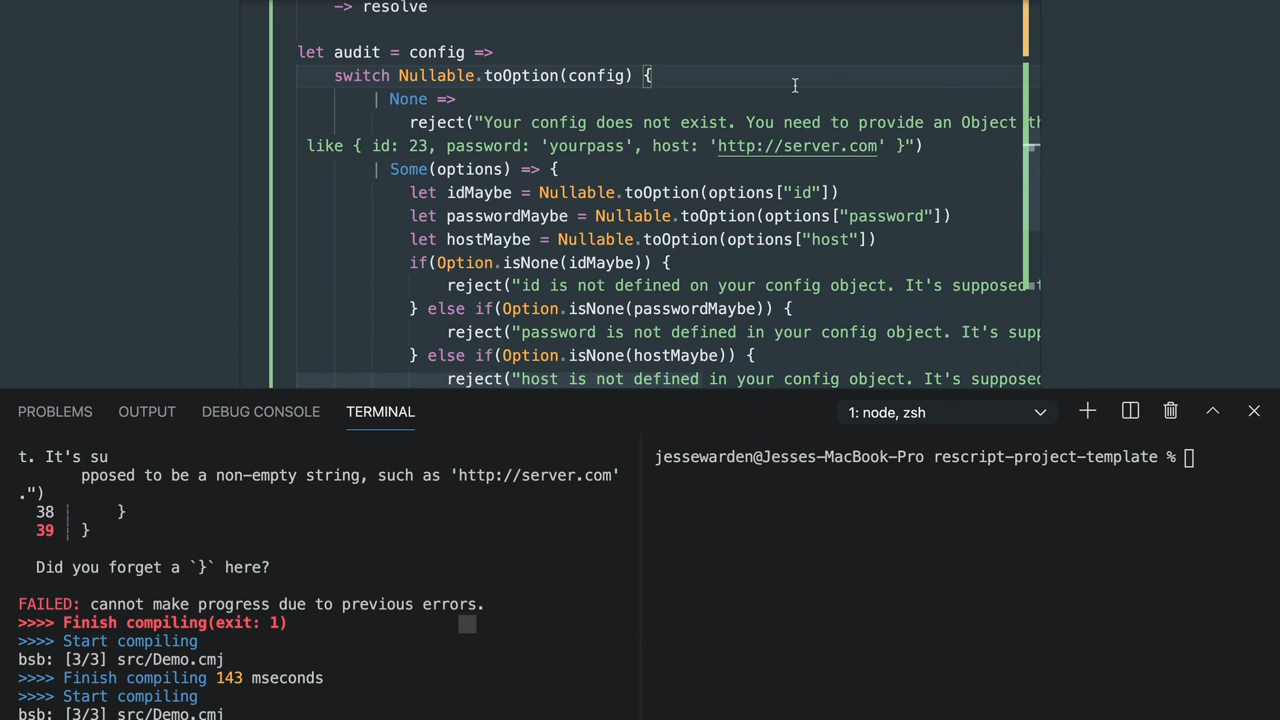 -> resolve
let audit = config =>
switch Nullable.toOption(config) {
| None =>
reject("Your config does not exist. You need to provide an Object th
like { id: 23, password: 'yourpass', host: 'http://server.com' }")
| Some(options) => {
let idMaybe = Nullable.toOption(options["id"])
let passwordMaybe = Nullable.toOption(options["password"])
let hostMaybe = Nullable.toOption(options["host"])
if(Option.isNone(idMaybe)) {
reject("id is not defined on your config object. It's supposed t
} else if(Option.isNone(passwordMaybe)) {
reject("password is not defined in your config object. It's supp
} else if(Option.isNone(hostMaybe)) {
reject("host is not defined in your config object. It's supposed
PROBLEMS OUTPUT DEBUG CONSOLE TERMINAL 1: node, zsh
t. It's su
pposed to be a non-empty string, such as 'http://server.com'
.")
38 }
39 }
Did you forget a `}` here?
FAILED: cannot make progress due to previous errors.
>>>> Finish compiling(exit: 1)
>>>> Start compiling
bsb: [3/3] src/Demo.cmj
>>>> Finish compiling 143 mseconds
>>>> Start compiling
bsb: [3/3] src/Demo.cmj
jessewarden@Jesses-MacBook-Pro rescript-project-template %